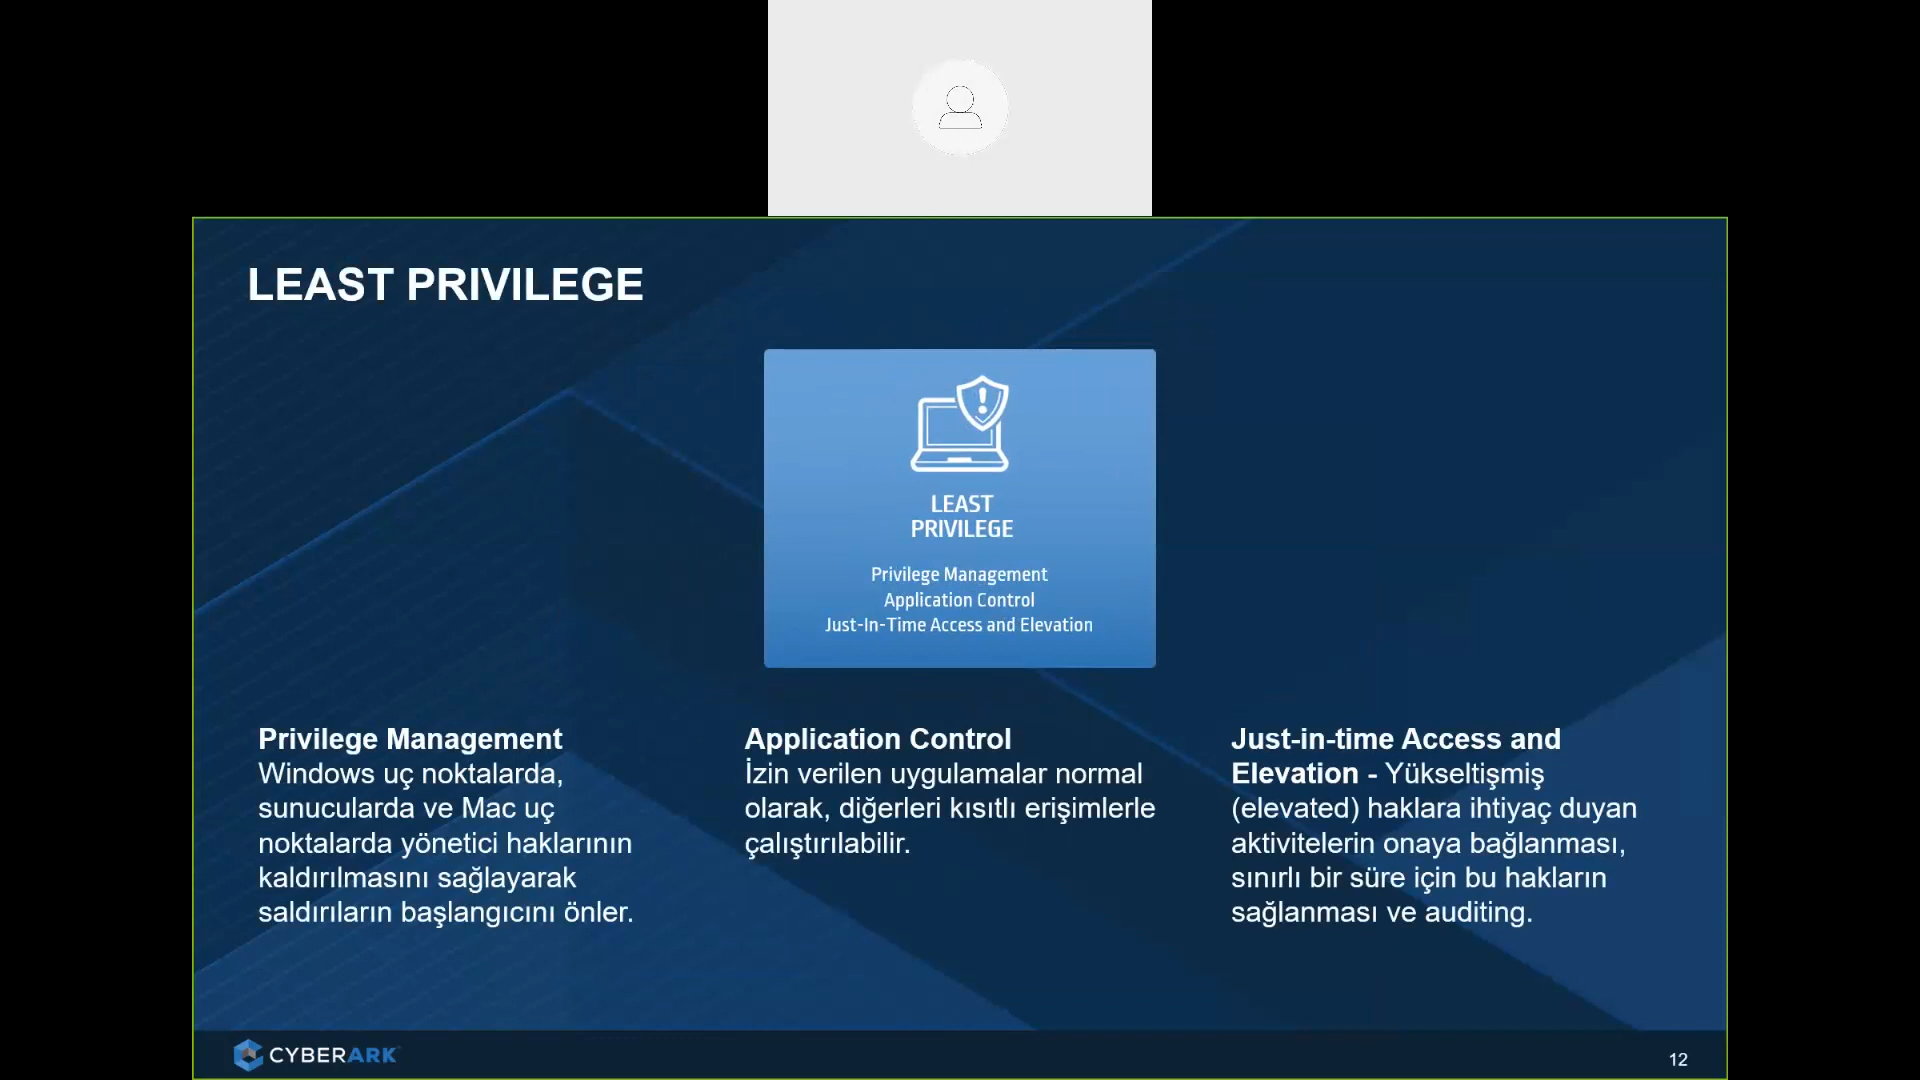 LEAST PRIVILEGE
LEAST
PRIVILEGE
Privilege Management
Application Control
Just-In-Time Access and Elevation
Privilege Management
Windows uç noktalarda,
sunucularda ve Mac uç
noktalarda yönetici haklarının
kaldırılmasını sağlayarak
saldırıların başlangıcını önler.
Application Control
İzin verilen uygulamalar normal
olarak, diğerleri kısıtlı erişimlerle
çalıştırılabilir.
Just-in-time Access and
Elevation - Yükseltişmiş
(elevated) haklara ihtiyaç duyan
aktivitelerin onaya bağlanması,
sınırlı bir süre için bu hakların
sağlanması ve auditing.
CYBERARK
12